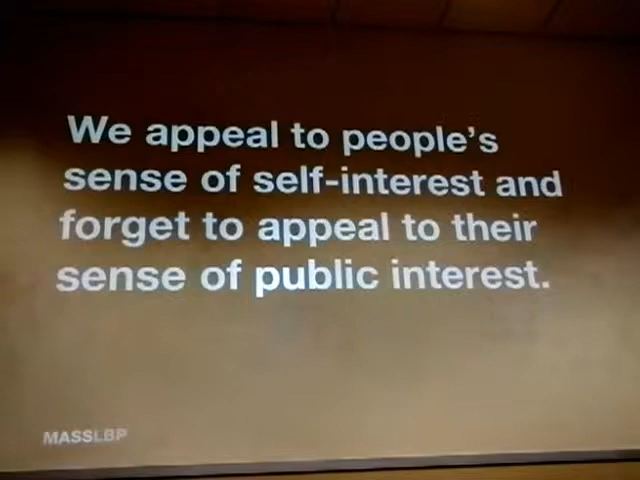 We appeal to people's
sense of self-interest and
forget to appeal to their
sense of public interest.
MASSLBP